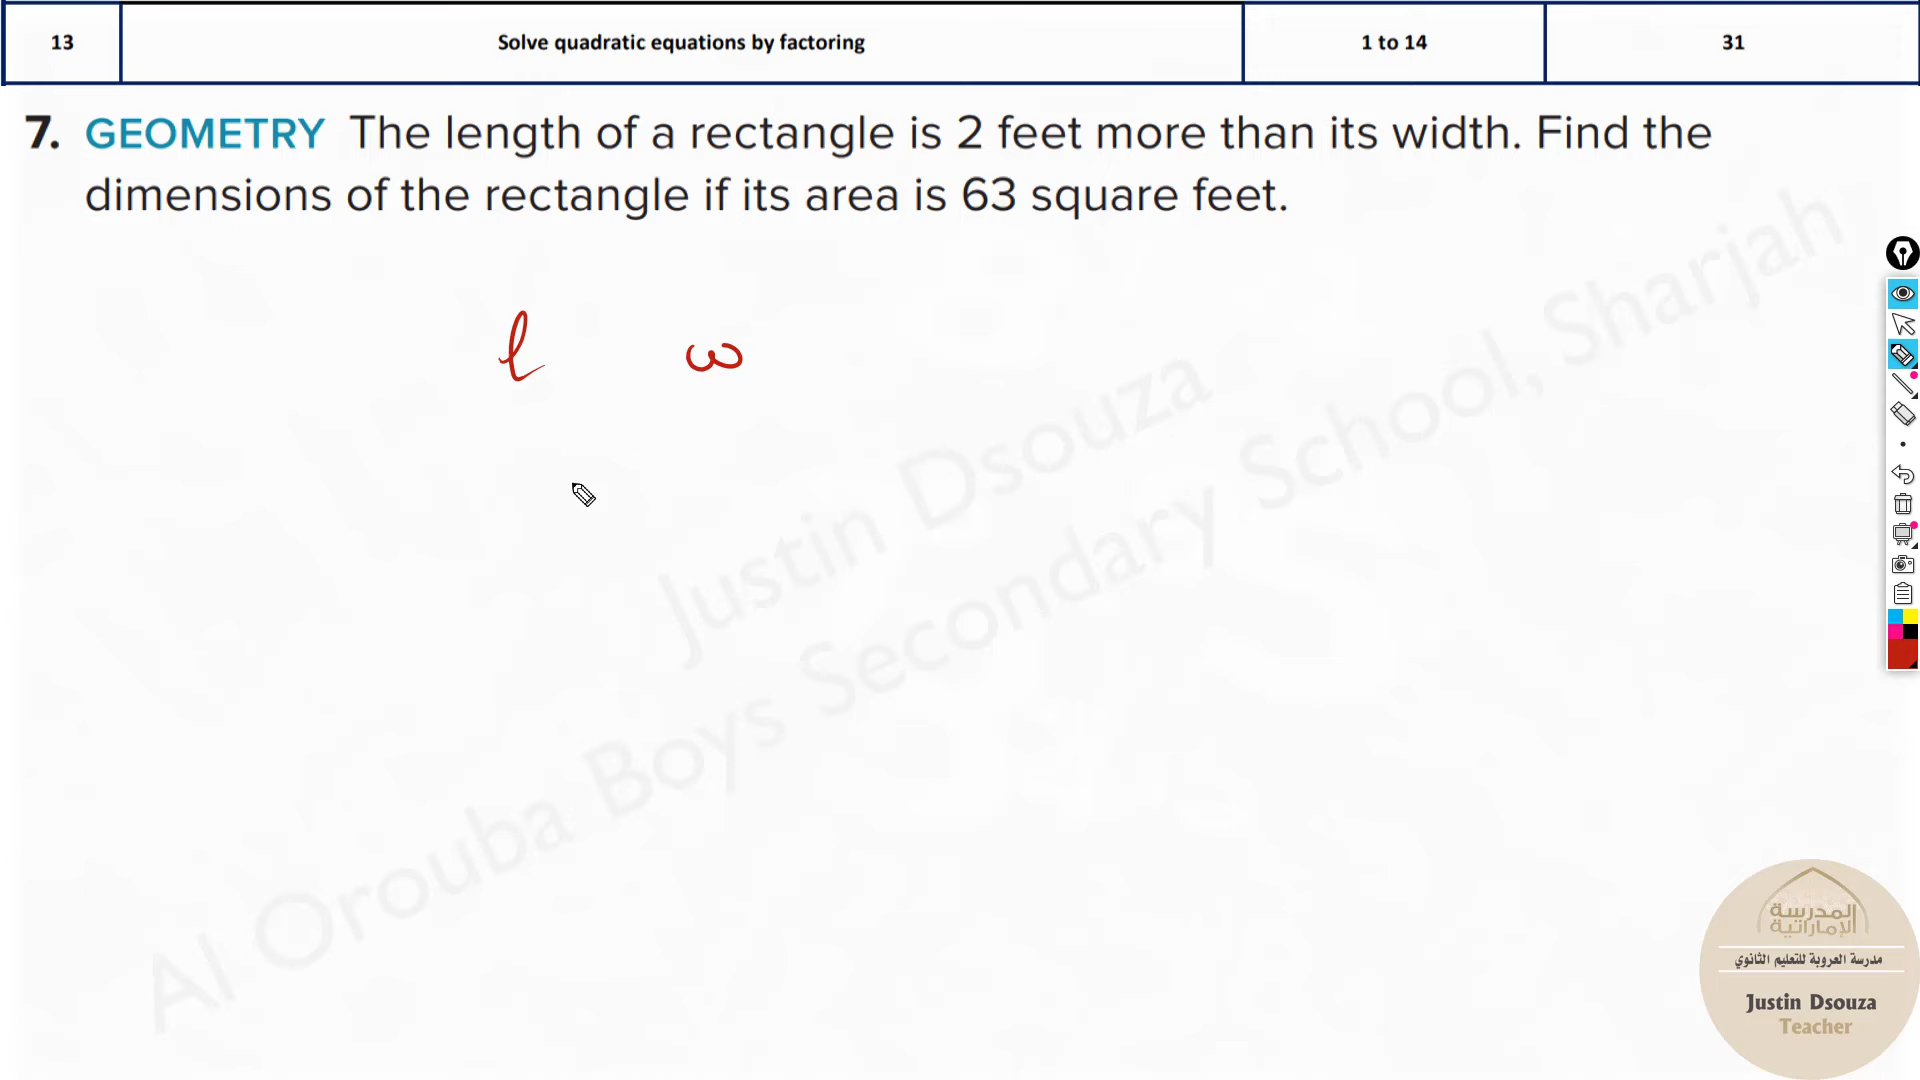 13 Solve quadratic equations by factoring 1 to 14 31
7. GEOMETRY The length of a rectangle is 2 feet more than its width. Find the
dimensions of the rectangle if its area is 63 square feet.
l w
Justin Dsouza
Al Orouba Boys Secondary School, Sharjah
المدرسة
الإماراتية
مدرسة العروبة للتعليم الثانوي
Justin Dsouza
Teacher